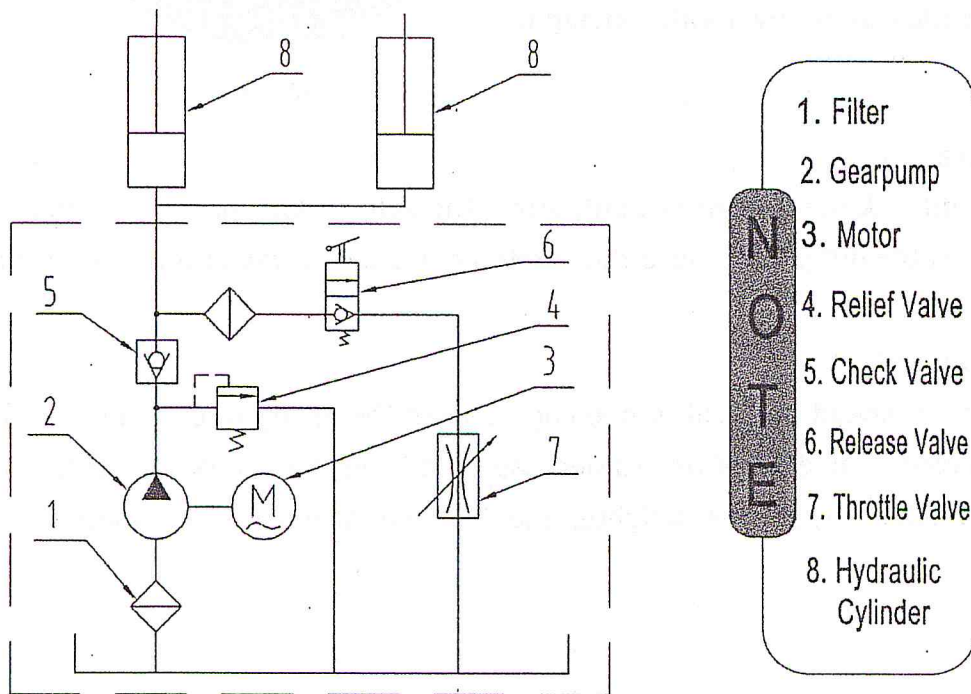 8
8
6
5
4
3
2
7
1
M
NOTE
1. Filter
2. Gearpump
3. Motor
4. Relief Valve
5. Check Valve
6. Release Valve
7. Throttle Valve
8. Hydraulic
Cylinder